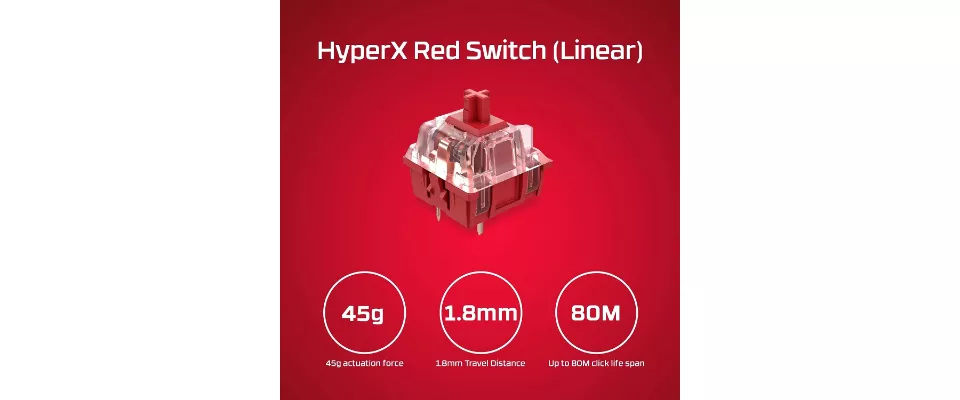 HyperX Red Switch (Linear)
45g
1.8mm
80M
45g actuation force
1.8mm Travel Distance
Up to 80M click life span